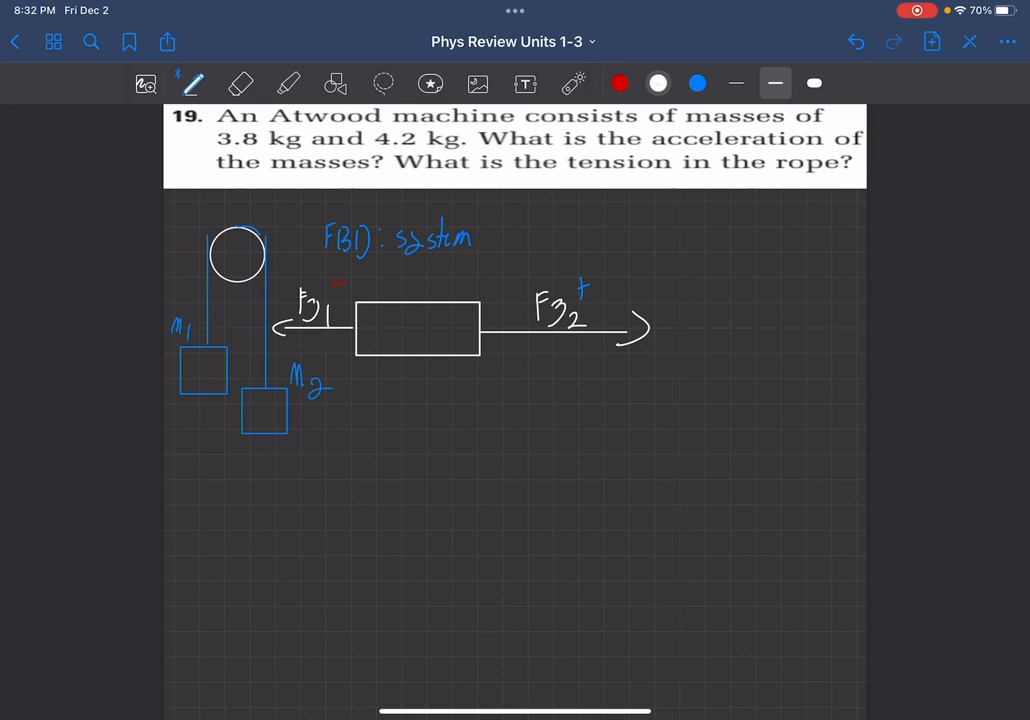 8:32 PM Fri Dec 2
70%
Phys Review Units 1-3
T
19. An Atwood machine consists of masses of
3.8 kg and 4.2 kg. What is the acceleration of
the masses? What is the tension in the rope?
FBD: system
Fg1 -
Fg2 +
m1
m2